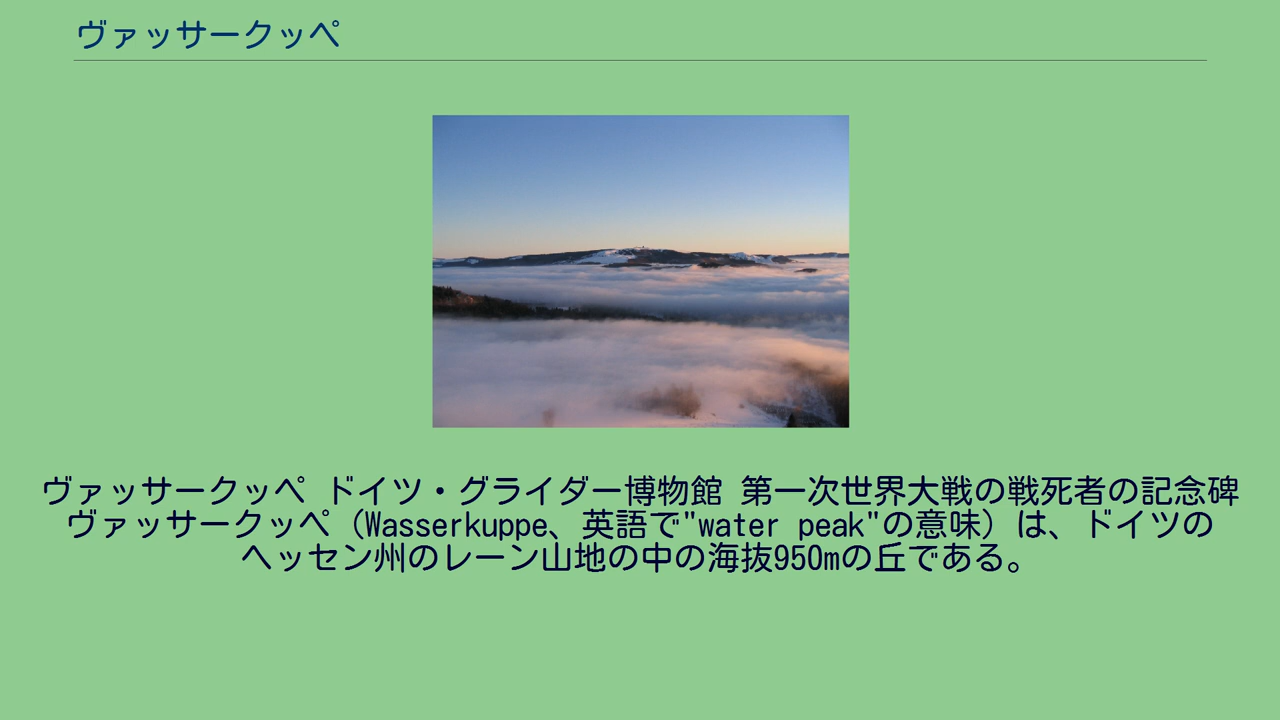 ヴァッサークッペ
ヴァッサークッペ ドイツ・グライダー博物館 第一次世界大戦の戦死者の記念碑
ヴァッサークッペ（Wasserkuppe、英語で"water peak"の意味）は、ドイツの
ヘッセン州のレーン山地の中の海抜950mの丘である。